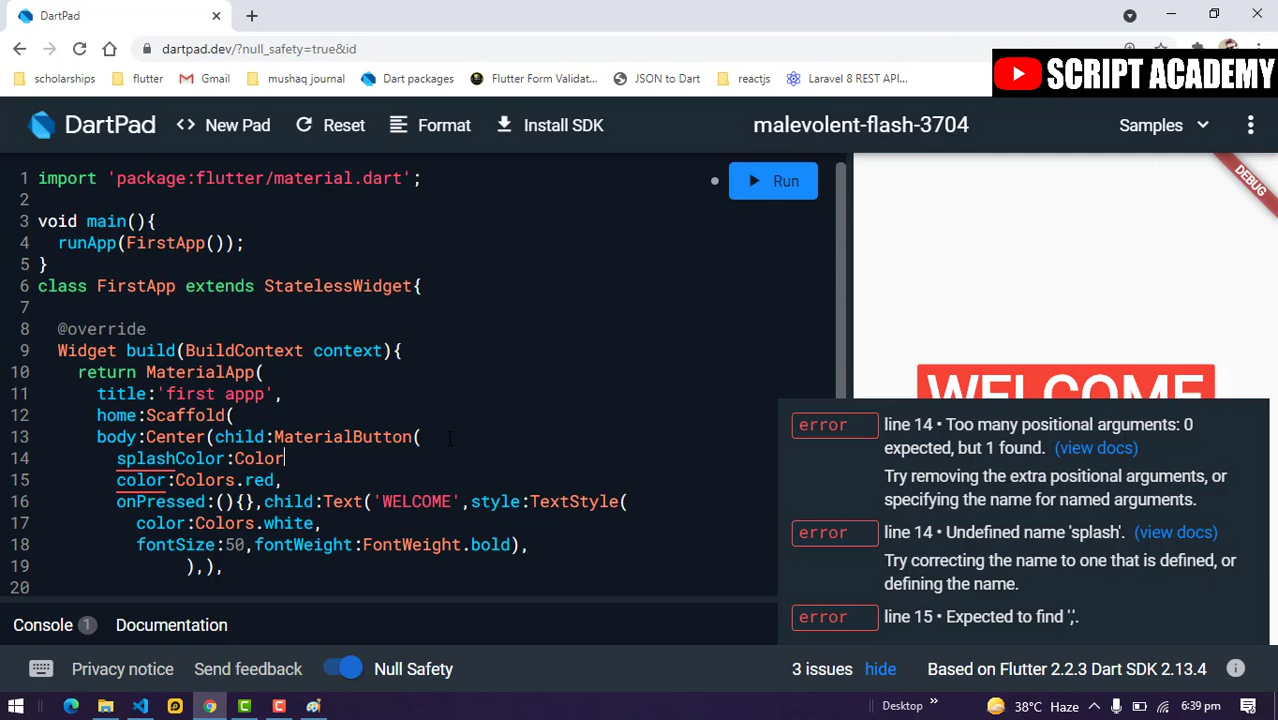 DartPad
dartpad.dev/?null_safety=true&id
scholarships
flutter
Gmail
mushaq journal
Dart packages
Flutter Form Validat...
JSON to Dart
reactjs
Laravel 8 REST API...
SCRIPT ACADEMY
DartPad
<> New Pad
Reset
Format
Install SDK
malevolent-flash-3704
Samples
Run
DEBUG
1 import 'package:flutter/material.dart';
2
3 void main(){
4 runApp(FirstApp());
5 }
6 class FirstApp extends StatelessWidget{
7
8 @override
9 Widget build(BuildContext context){
10 return MaterialApp(
11 title:'first appp',
12 home:Scaffold(
13 body:Center(child:MaterialButton(
14 splashColor:Color
15 color:Colors.red,
16 onPressed:(){},child:Text('WELCOME',style:TextStyle(
17 color:Colors.white,
18 fontSize:50,fontWeight:FontWeight.bold),
19 ),),
20
WELCOME
error line 14 • Too many positional arguments: 0
expected, but 1 found. (view docs)
Try removing the extra positional arguments, or
specifying the name for named arguments.
error line 14 • Undefined name 'splash'. (view docs)
Try correcting the name to one that is defined, or
defining the name.
error line 15 • Expected to find ','.
Console 1 Documentation
Privacy notice
Send feedback
Null Safety
3 issues hide
Based on Flutter 2.2.3 Dart SDK 2.13.4
Desktop
38°C Haze
6:39 pm